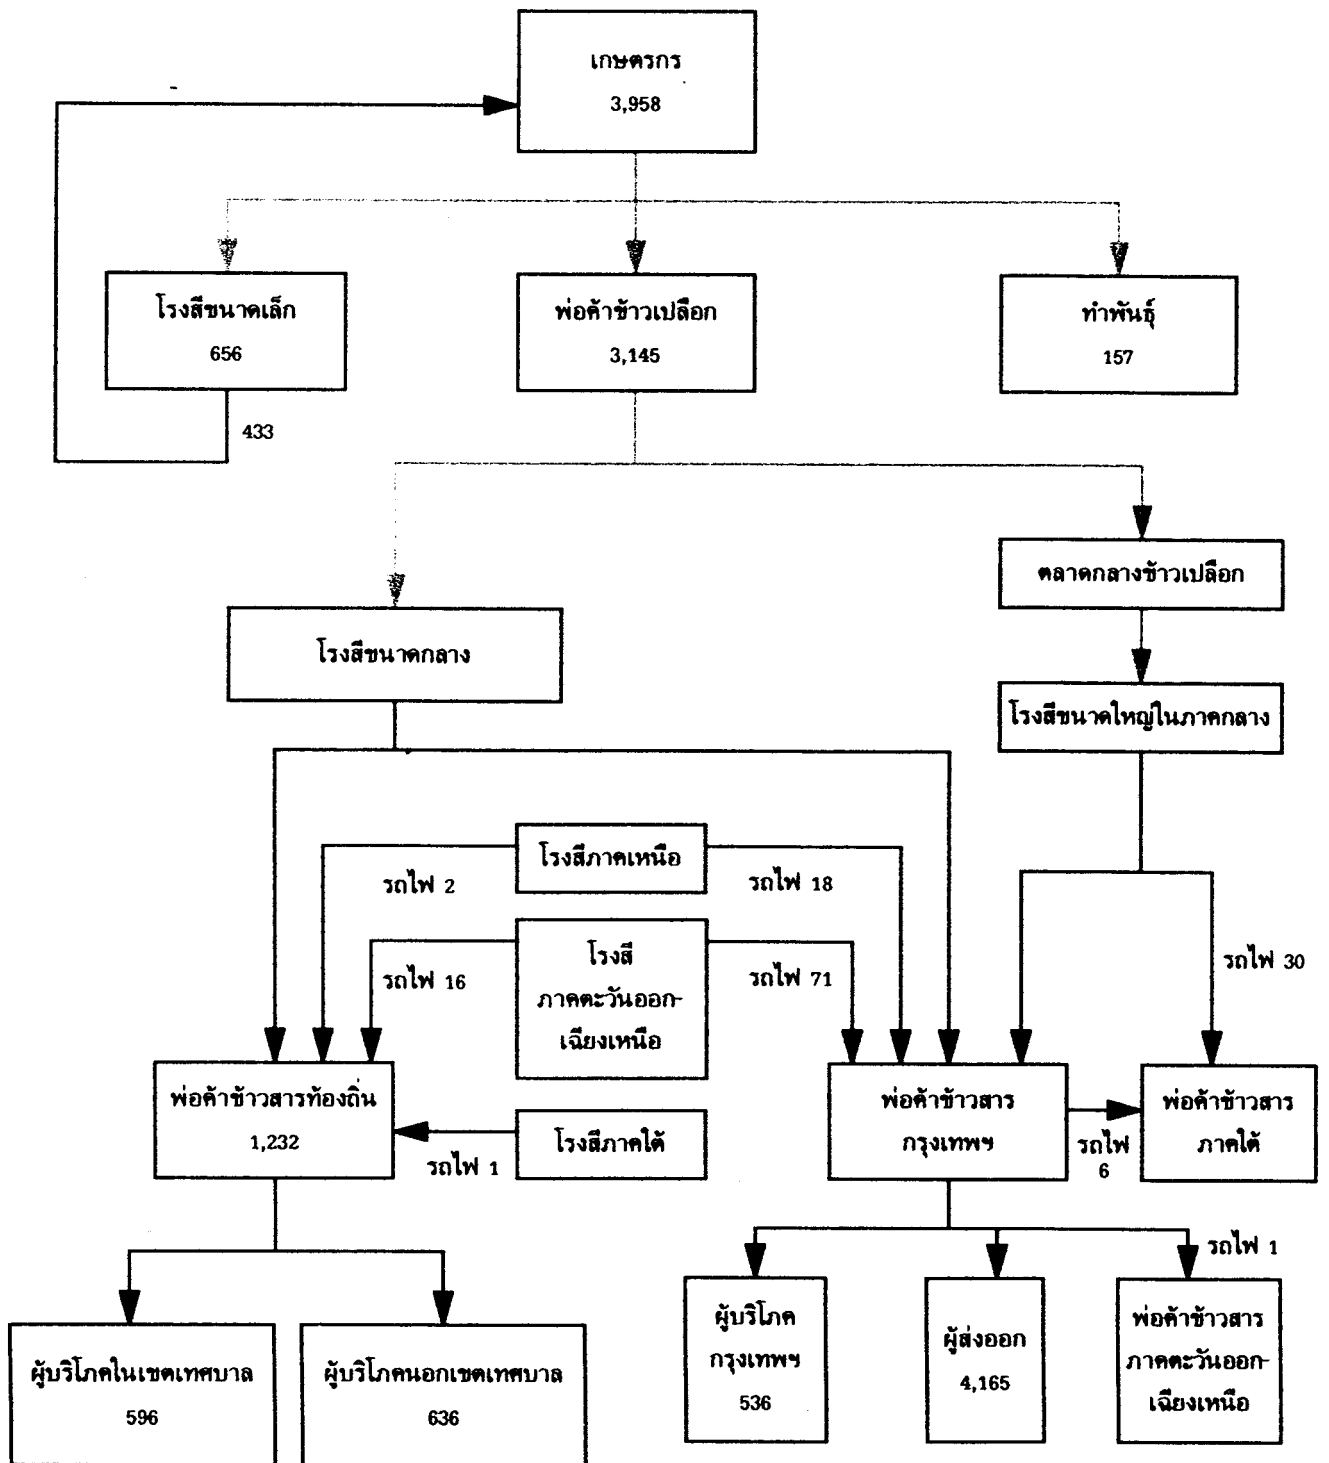 เกษตรกร
3,958
โรงสีขนาดเล็ก
656
พ่อค้าข้าวเปลือก
3,145
ทำพันธุ์
157
433
ตลาดกลางข้าวเปลือก
โรงสีขนาดกลาง
โรงสีขนาดใหญ่ในภาคกลาง
โรงสีภาคเหนือ
รถไฟ 2
รถไฟ 18
โรงสี
ภาคตะวันออก-
เฉียงเหนือ
รถไฟ 16
รถไฟ 71
รถไฟ 30
พ่อค้าข้าวสารท้องถิ่น
1,232
โรงสีภาคใต้
รถไฟ 1
พ่อค้าข้าวสาร
กรุงเทพฯ
รถไฟ
6
พ่อค้าข้าวสาร
ภาคใต้
รถไฟ 1
ผู้บริโภคในเขตเทศบาล
596
ผู้บริโภคนอกเขตเทศบาล
636
ผู้บริโภค
กรุงเทพฯ
536
ผู้ส่งออก
4,165
พ่อค้าข้าวสาร
ภาคตะวันออก-
เฉียงเหนือ